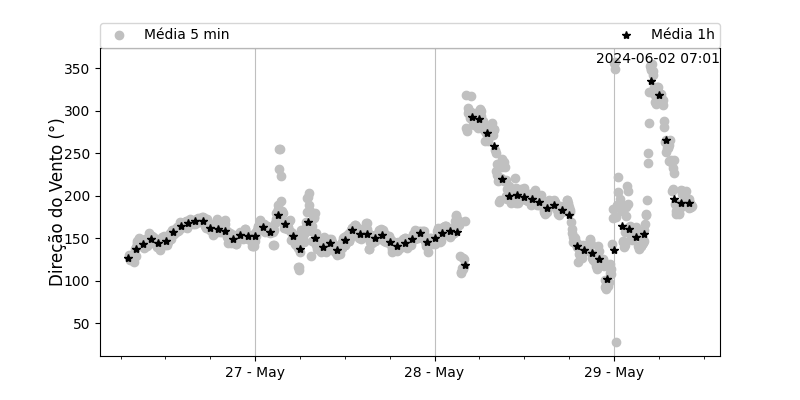 Média 5 min
Média 1h
2024-06-02 07:01
Direção do Vento (°)
350
300
250
200
150
100
50
27 - May
28 - May
29 - May